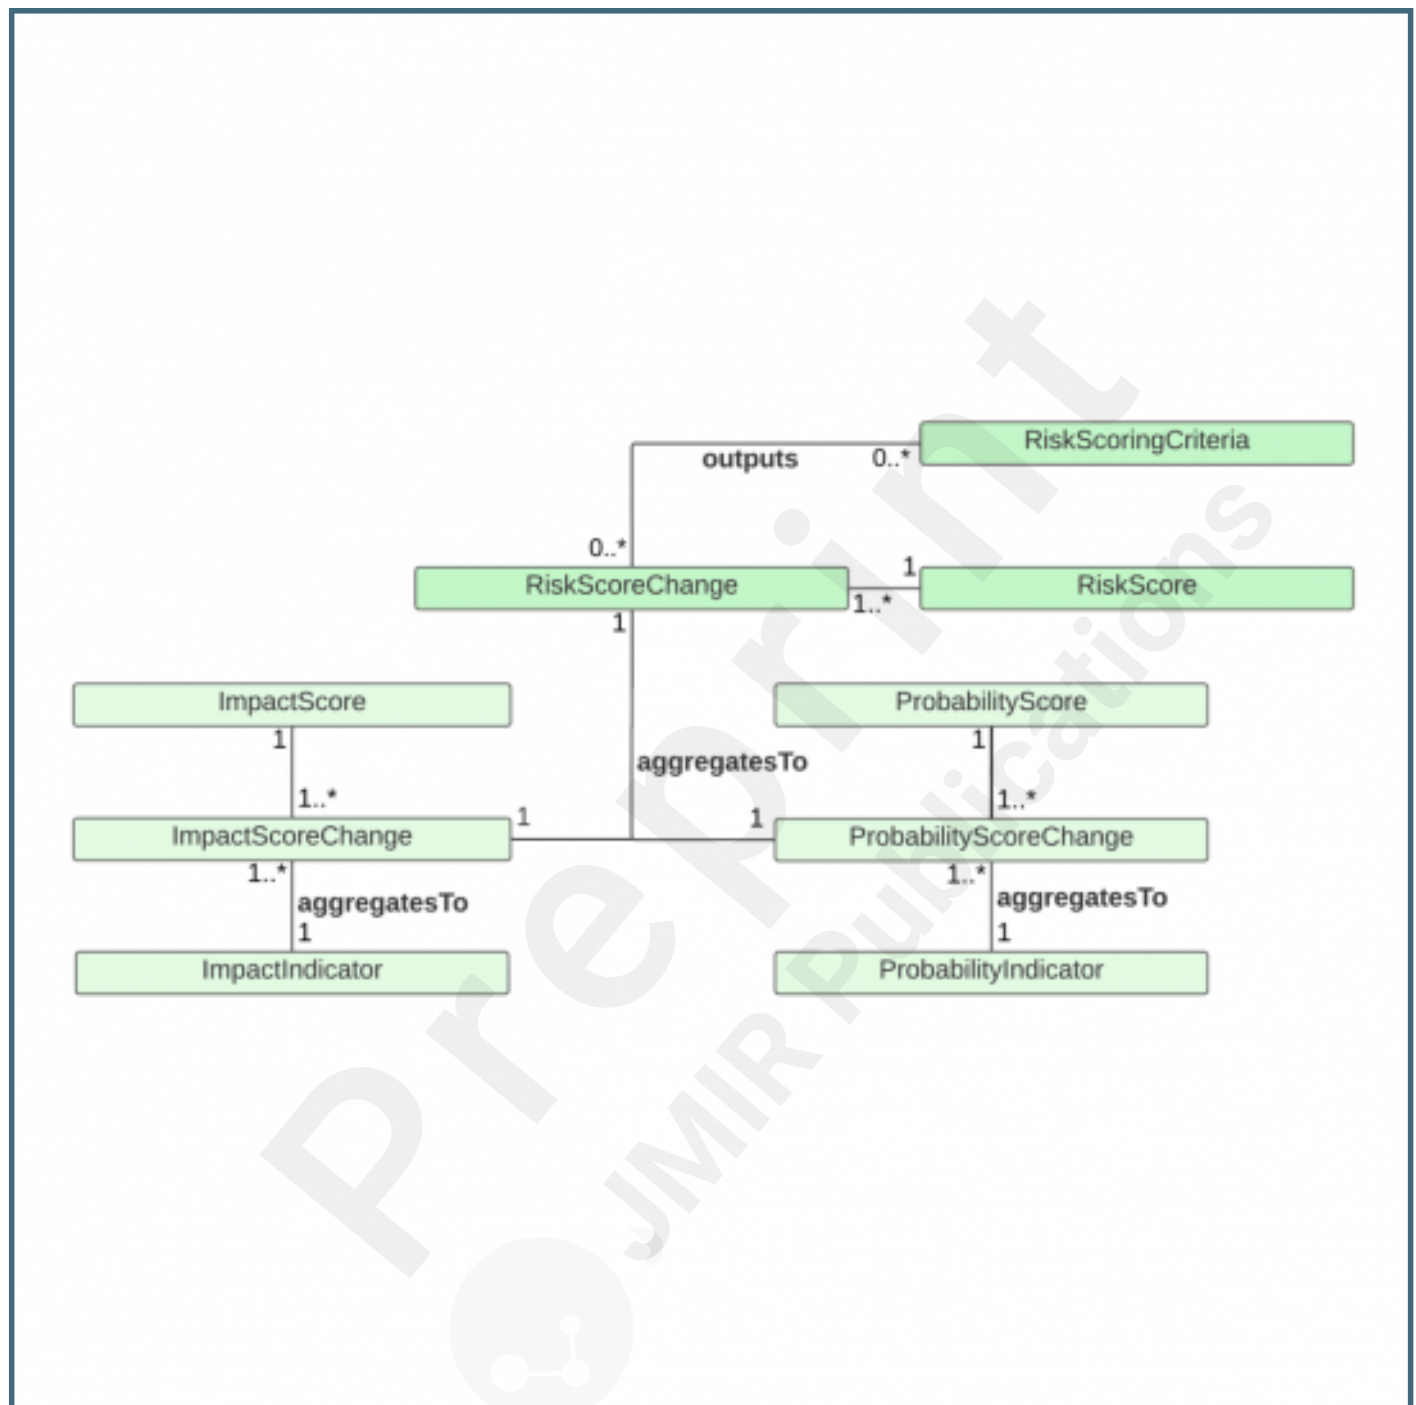 RiskScoringCriteria
outputs
0..*
0..*
RiskScoreChange
1
RiskScore
1..*
1
ImpactScore
ProbabilityScore
1
1
aggregatesTo
1..*
1..*
ImpactScoreChange
1
1
ProbabilityScoreChange
1..*
1..*
aggregatesTo
aggregatesTo
1
1
ImpactIndicator
ProbabilityIndicator
Preprint
JMIR Publications